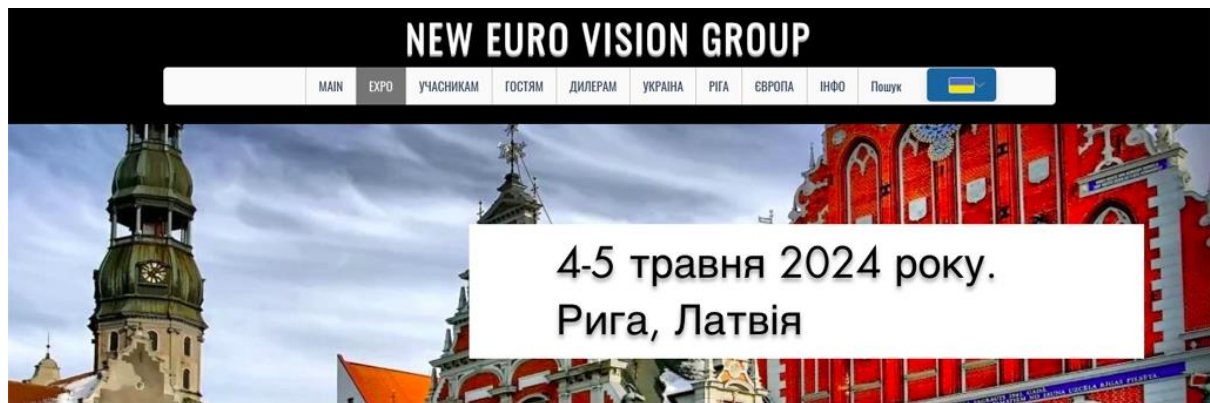 NEW EURO VISION GROUP
MAIN EXPO УЧАСНИКАМ ГОСТЯМ ДИЛЕРАМ УКРАІНА РІГА ЄВРОПА ІНФО Пошук
4-5 травня 2024 року.
Рига, Латвія